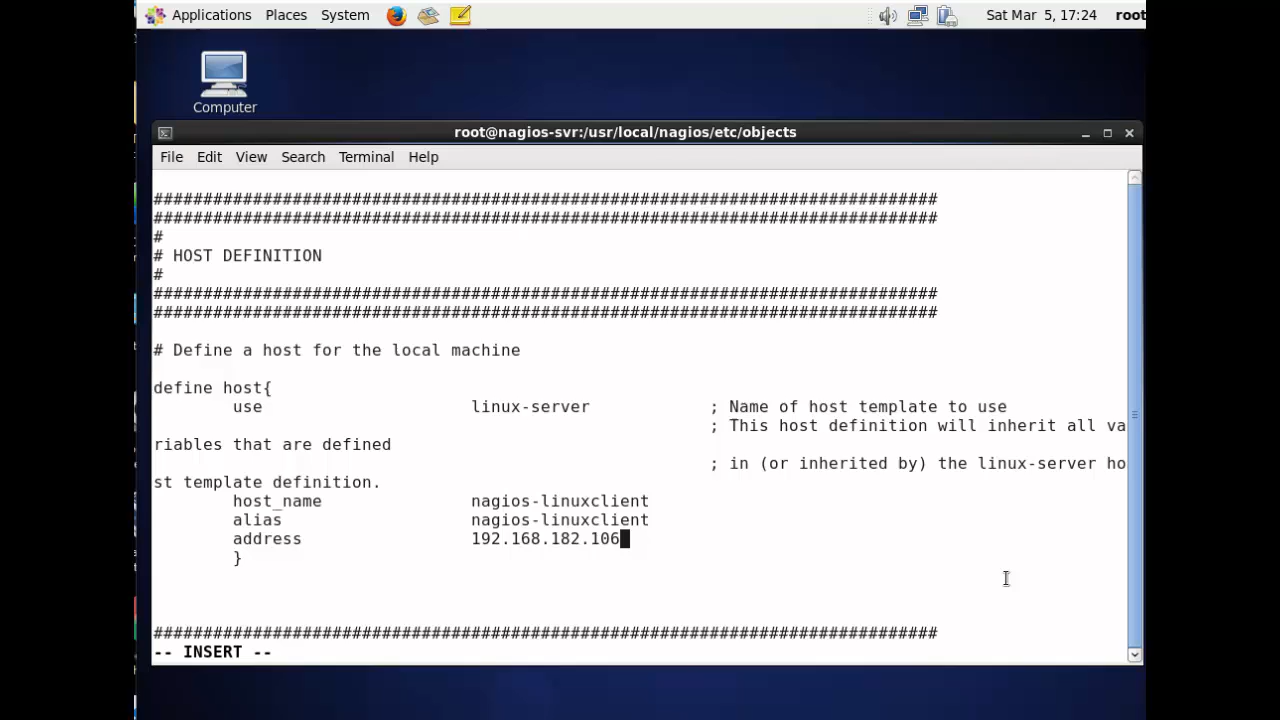 Applications Places System Sat Mar 5, 17:24 root
Computer
root@nagios-svr:/usr/local/nagios/etc/objects
File Edit View Search Terminal Help
###############################################################################
###############################################################################
#
# HOST DEFINITION
#
###############################################################################
###############################################################################
# Define a host for the local machine
define host{
use linux-server ; Name of host template to use
; This host definition will inherit all va
riables that are defined
; in (or inherited by) the linux-server ho
st template definition.
host_name nagios-linuxclient
alias nagios-linuxclient
address 192.168.182.106
}
###############################################################################
-- INSERT --